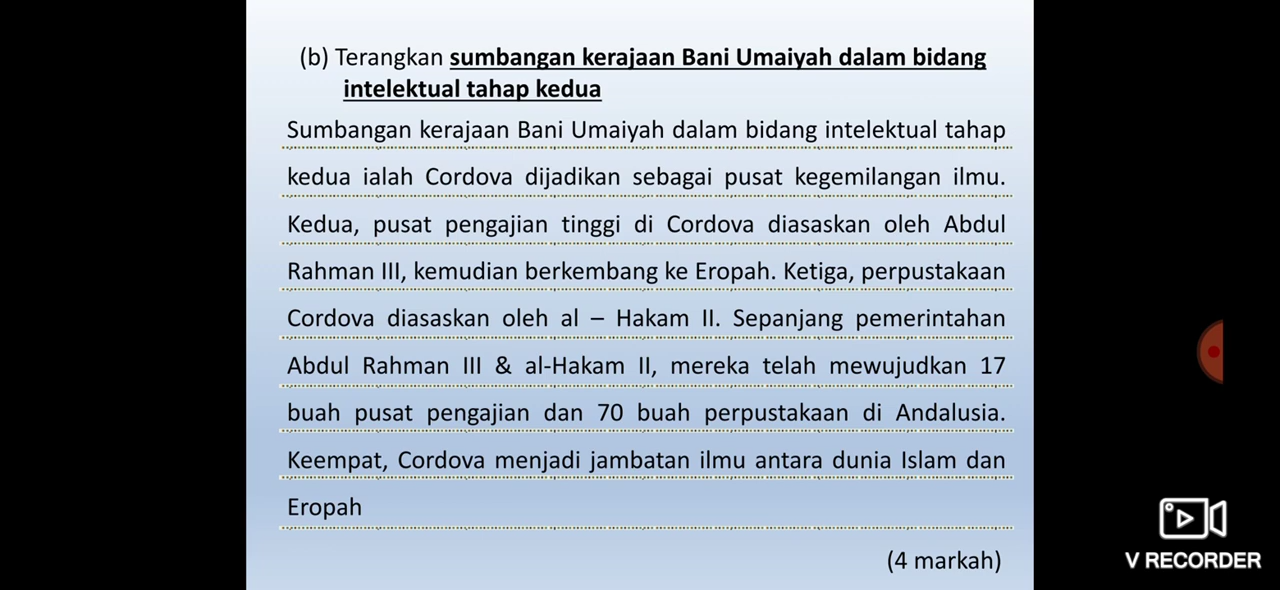 (b) Terangkan sumbangan kerajaan Bani Umaiyah dalam bidang
intelektual tahap kedua
Sumbangan kerajaan Bani Umaiyah dalam bidang intelektual tahap
kedua ialah Cordova dijadikan sebagai pusat kegemilangan ilmu.
Kedua, pusat pengajian tinggi di Cordova diasaskan oleh Abdul
Rahman III, kemudian berkembang ke Eropah. Ketiga, perpustakaan
Cordova diasaskan oleh al – Hakam II. Sepanjang pemerintahan
Abdul Rahman III & al-Hakam II, mereka telah mewujudkan 17
buah pusat pengajian dan 70 buah perpustakaan di Andalusia.
Keempat, Cordova menjadi jambatan ilmu antara dunia Islam dan
Eropah
(4 markah)
V RECORDER